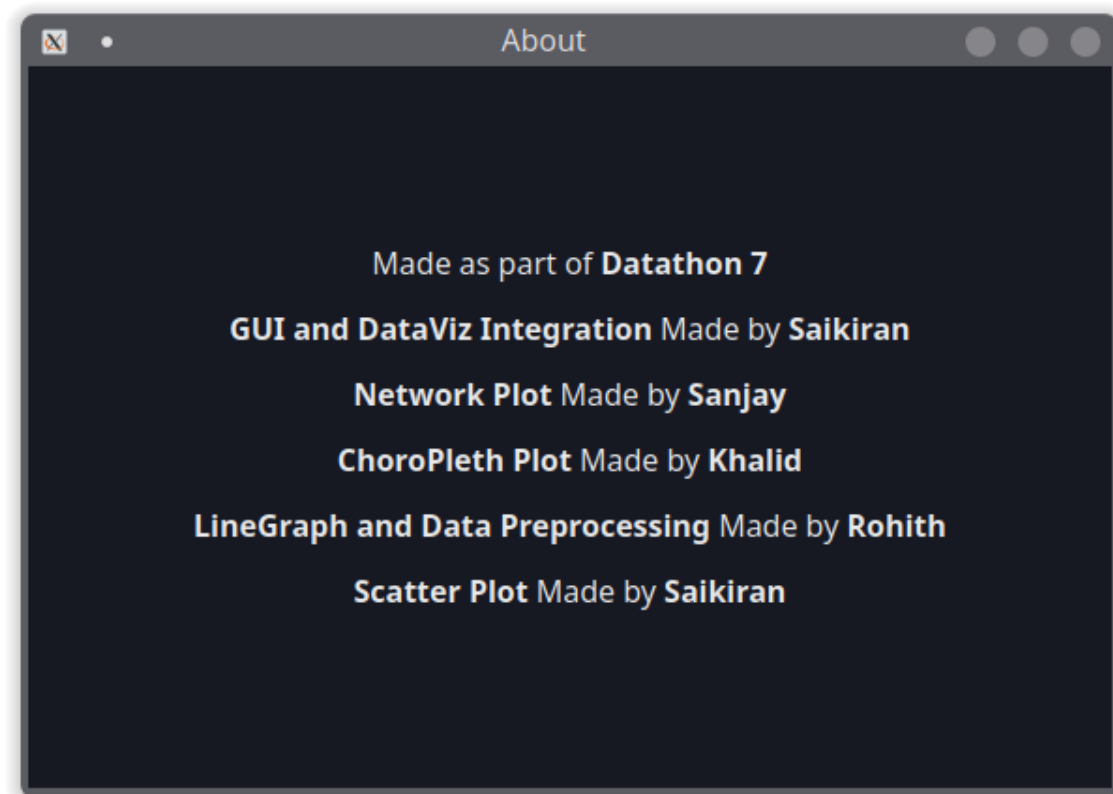 About
Made as part of Datathon 7
GUI and DataViz Integration Made by Saikiran
Network Plot Made by Sanjay
ChoroPleth Plot Made by Khalid
LineGraph and Data Preprocessing Made by Rohith
Scatter Plot Made by Saikiran